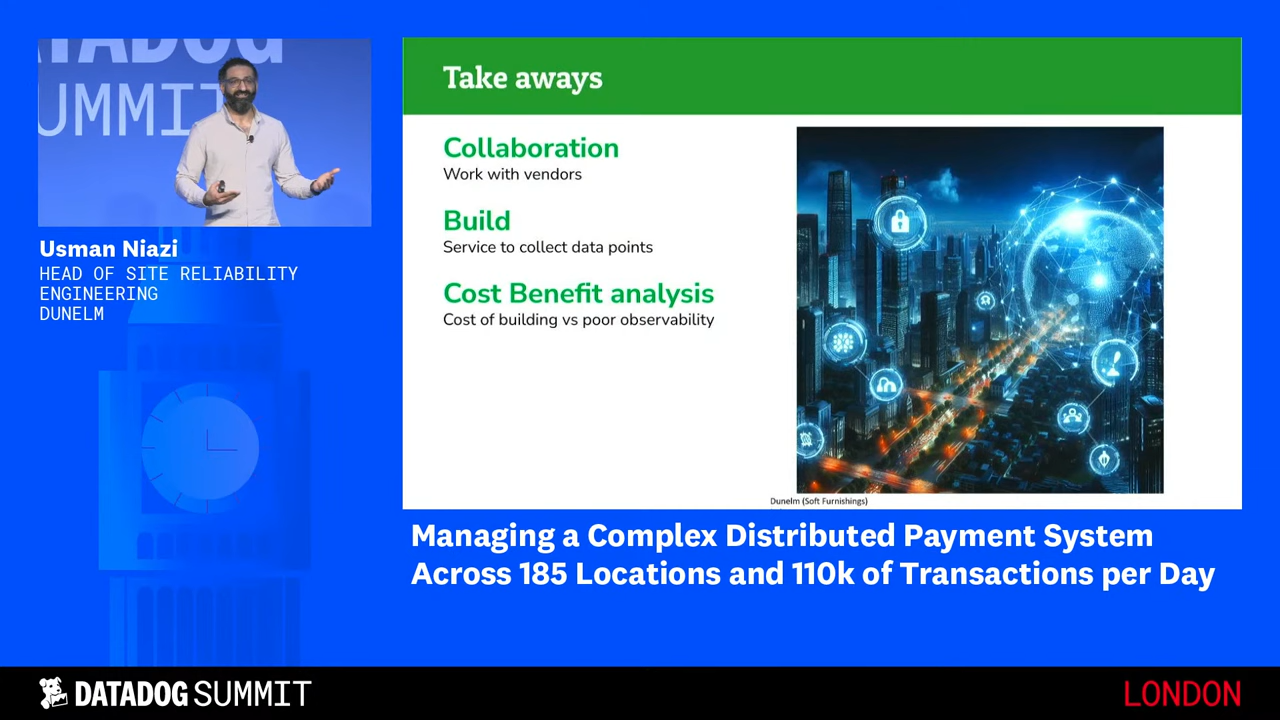 DATADOG
SUMMIT
Usman Niazi
HEAD OF SITE RELIABILITY
ENGINEERING
DUNELM
Take aways
Collaboration
Work with vendors
Build
Service to collect data points
Cost Benefit analysis
Cost of building vs poor observability
Dunelm (Soft Furnishings)
Managing a Complex Distributed Payment System
Across 185 Locations and 110k of Transactions per Day
DATADOG SUMMIT
LONDON